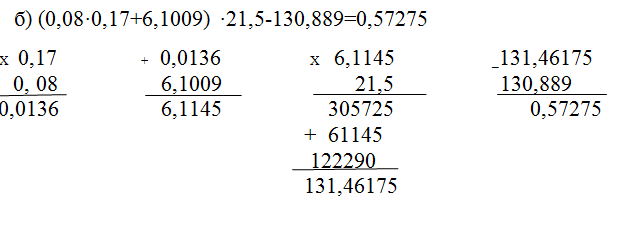 б) (0,08·0,17+6,1009) ·21,5-130,889=0,57275
x 0,17 + 0,0136 x 6,1145 _131,46175
0, 08 6,1009 21,5 130,889
0,0136 6,1145 305725 0,57275
+ 61145
122290
131,46175